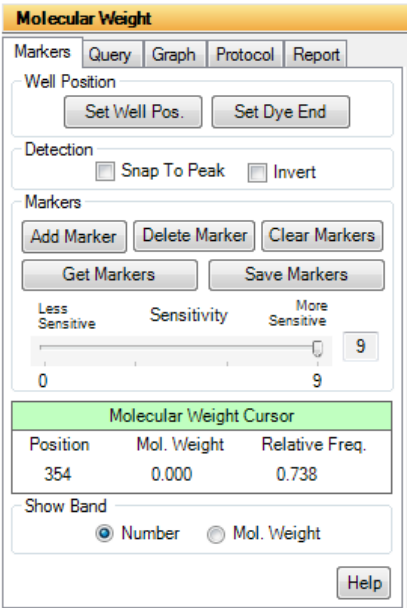 Molecular Weight
Markers Query Graph Protocol Report
Well Position
Set Well Pos. Set Dye End
Detection
Snap To Peak Invert
Markers
Add Marker Delete Marker Clear Markers
Get Markers Save Markers
Less Sensitive Sensitivity More Sensitive
9
0 9
Molecular Weight Cursor
Position Mol. Weight Relative Freq.
354 0.000 0.738
Show Band
Number Mol. Weight
Help